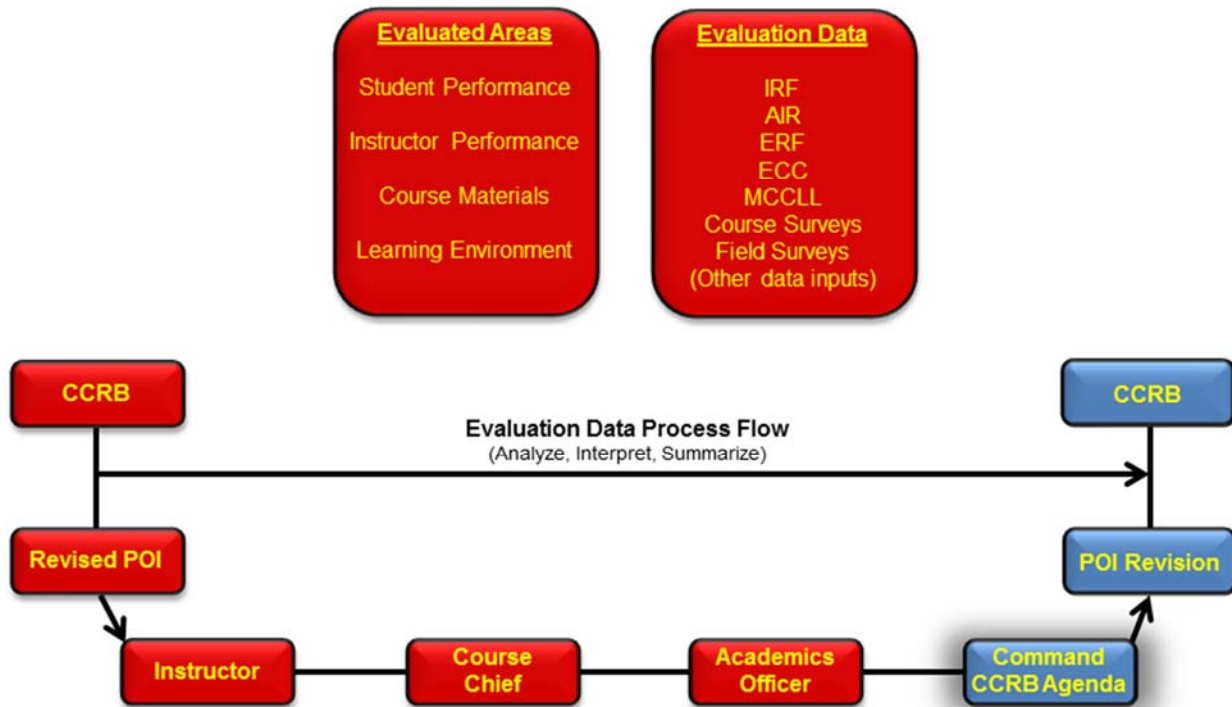 Evaluated Areas
Student Performance
Instructor Performance
Course Materials
Learning Environment
Evaluation Data
IRF
AIR
ERF
ECC
MCCLL
Course Surveys
Field Surveys
(Other data inputs)
CCRB
CCRB
Evaluation Data Process Flow
(Analyze, Interpret, Summarize)
Revised POI
POI Revision
Instructor
Course
Chief
Academics
Officer
Command
CCRB Agenda